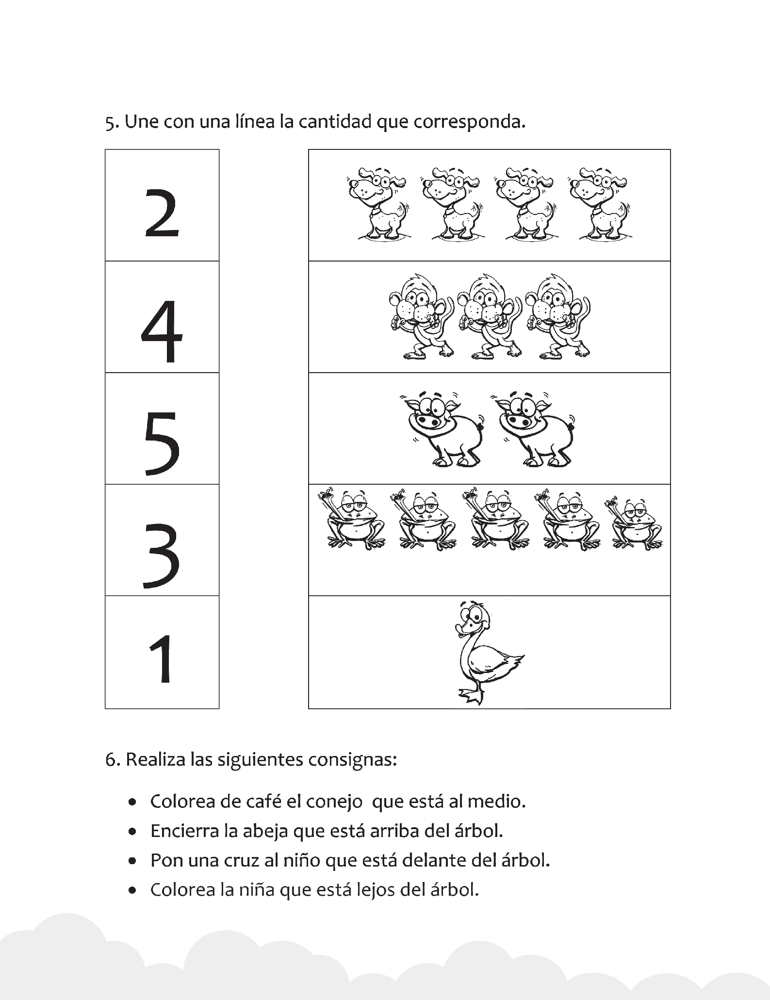 5. Une con una línea la cantidad que corresponda.
2
4
5
3
1
6. Realiza las siguientes consignas:
• Colorea de café el conejo que está al medio.
• Encierra la abeja que está arriba del árbol.
• Pon una cruz al niño que está delante del árbol.
• Colorea la niña que está lejos del árbol.